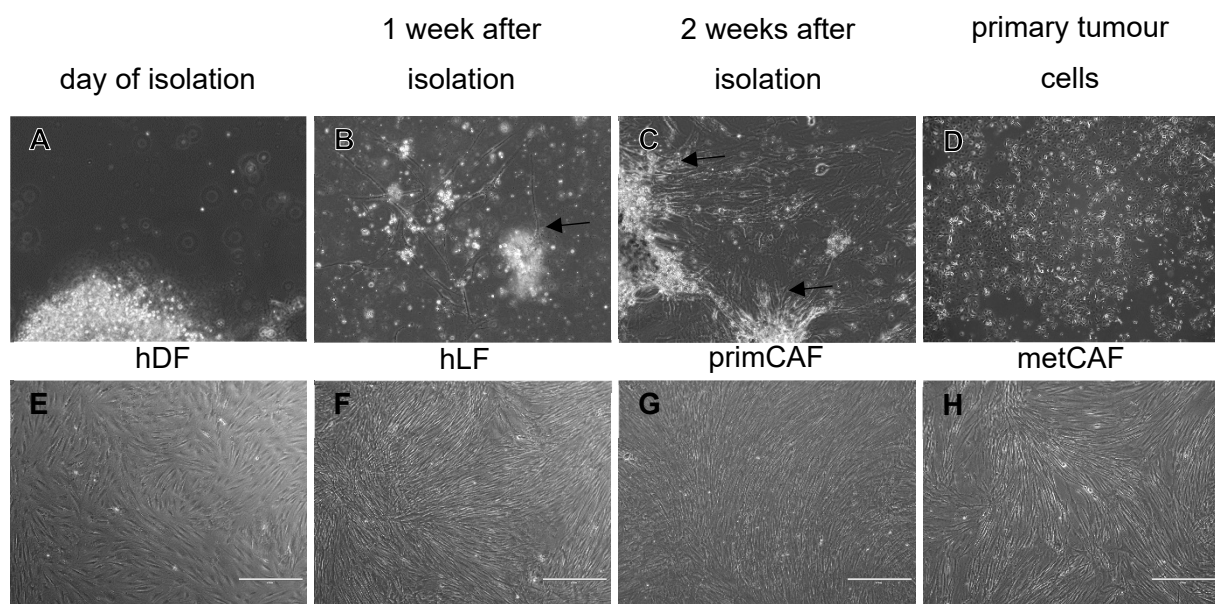 1 week after
2 weeks after
primary tumour
day of isolation
isolation
isolation
cells
A
B
C
D
hDF
hLF
primCAF
metCAF
E
F
G
H